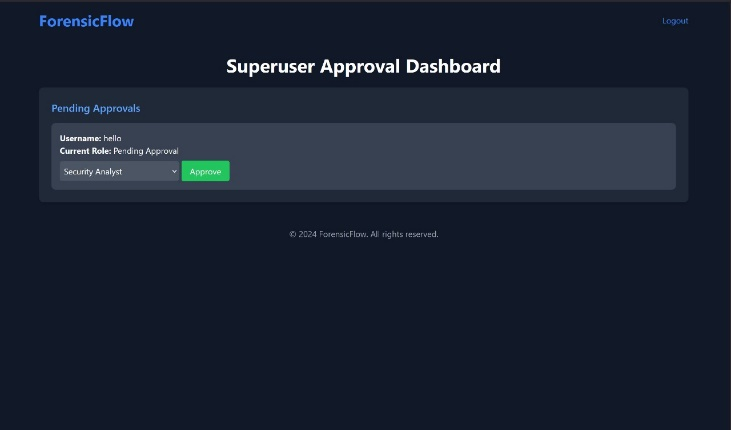 ForensicFlow
Logout
Superuser Approval Dashboard
Pending Approvals
Username: hello
Current Role: Pending Approval
Security Analyst
Approve
© 2024 ForensicFlow. All rights reserved.